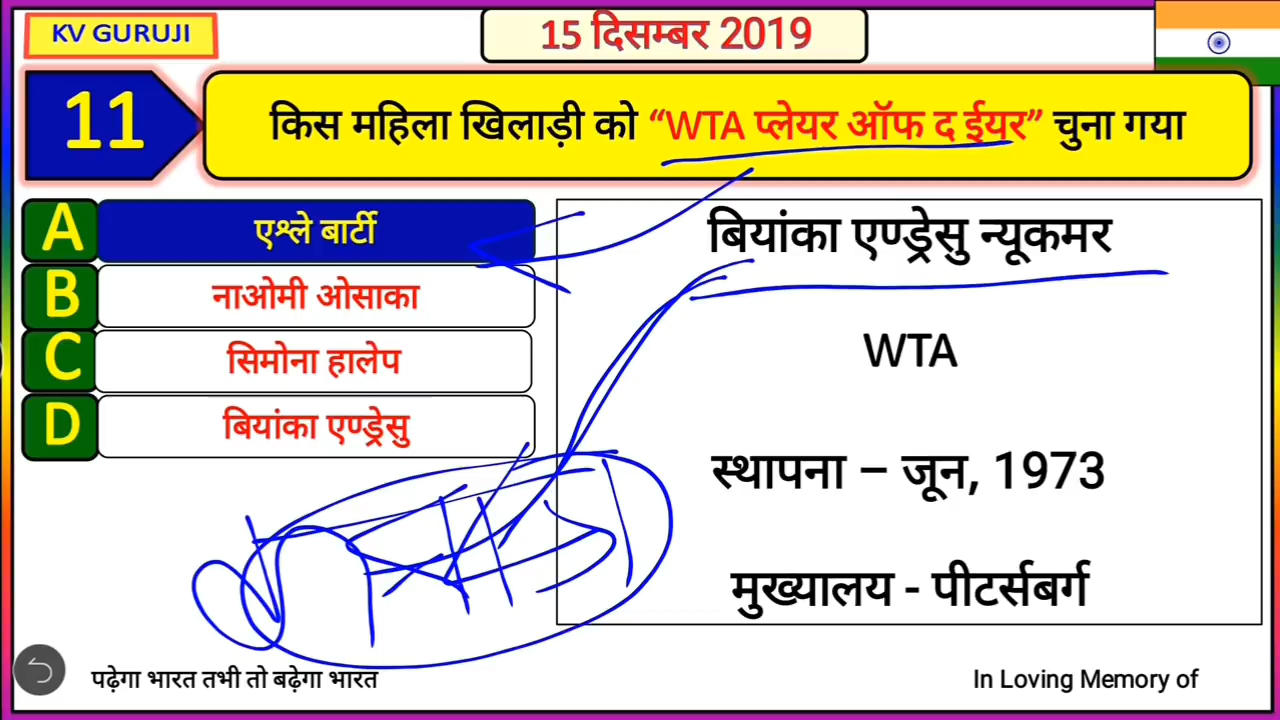 KV GURUJI
15 दिसम्बर 2019
11
किस महिला खिलाड़ी को “WTA प्लेयर ऑफ द ईयर” चुना गया
A एश्ले बार्टी
B नाओमी ओसाका
C सिमोना हालेप
D बियांका एण्ड्रेसु
बियांका एण्ड्रेसु न्यूकमर
WTA
स्थापना – जून, 1973
मुख्यालय - पीटर्सबर्ग
पढ़ेगा भारत तभी तो बढ़ेगा भारत
In Loving Memory of